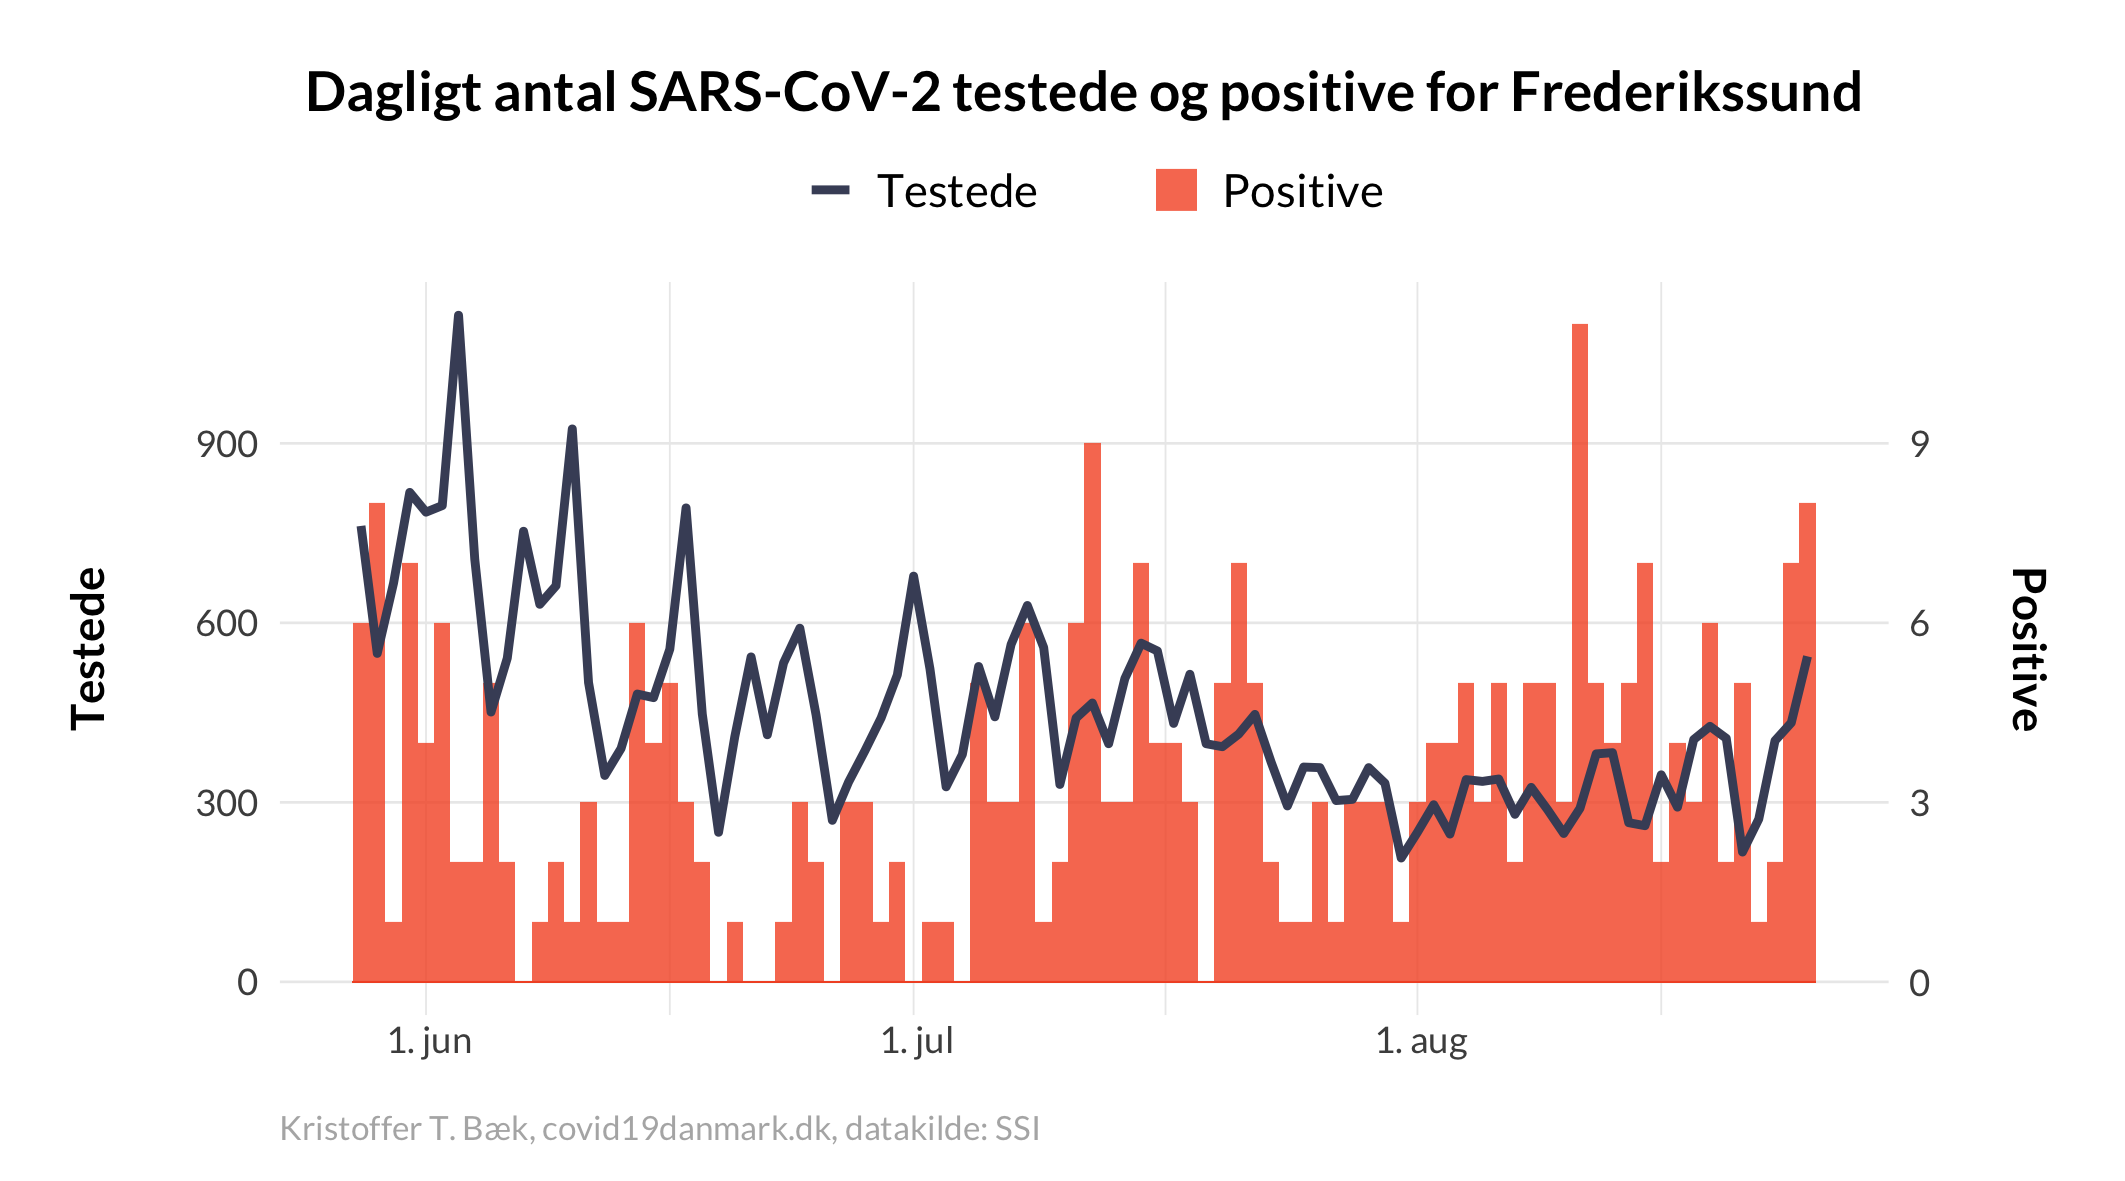 Dagligt antal SARS-CoV-2 testede og positive for Frederikssund
Testede
Positive
Testede
900
600
300
0
9
6
3
0
Positive
1. jun
1. jul
1. aug
Kristoffer T. Bæk, covid19danmark.dk, datakilde: SSI